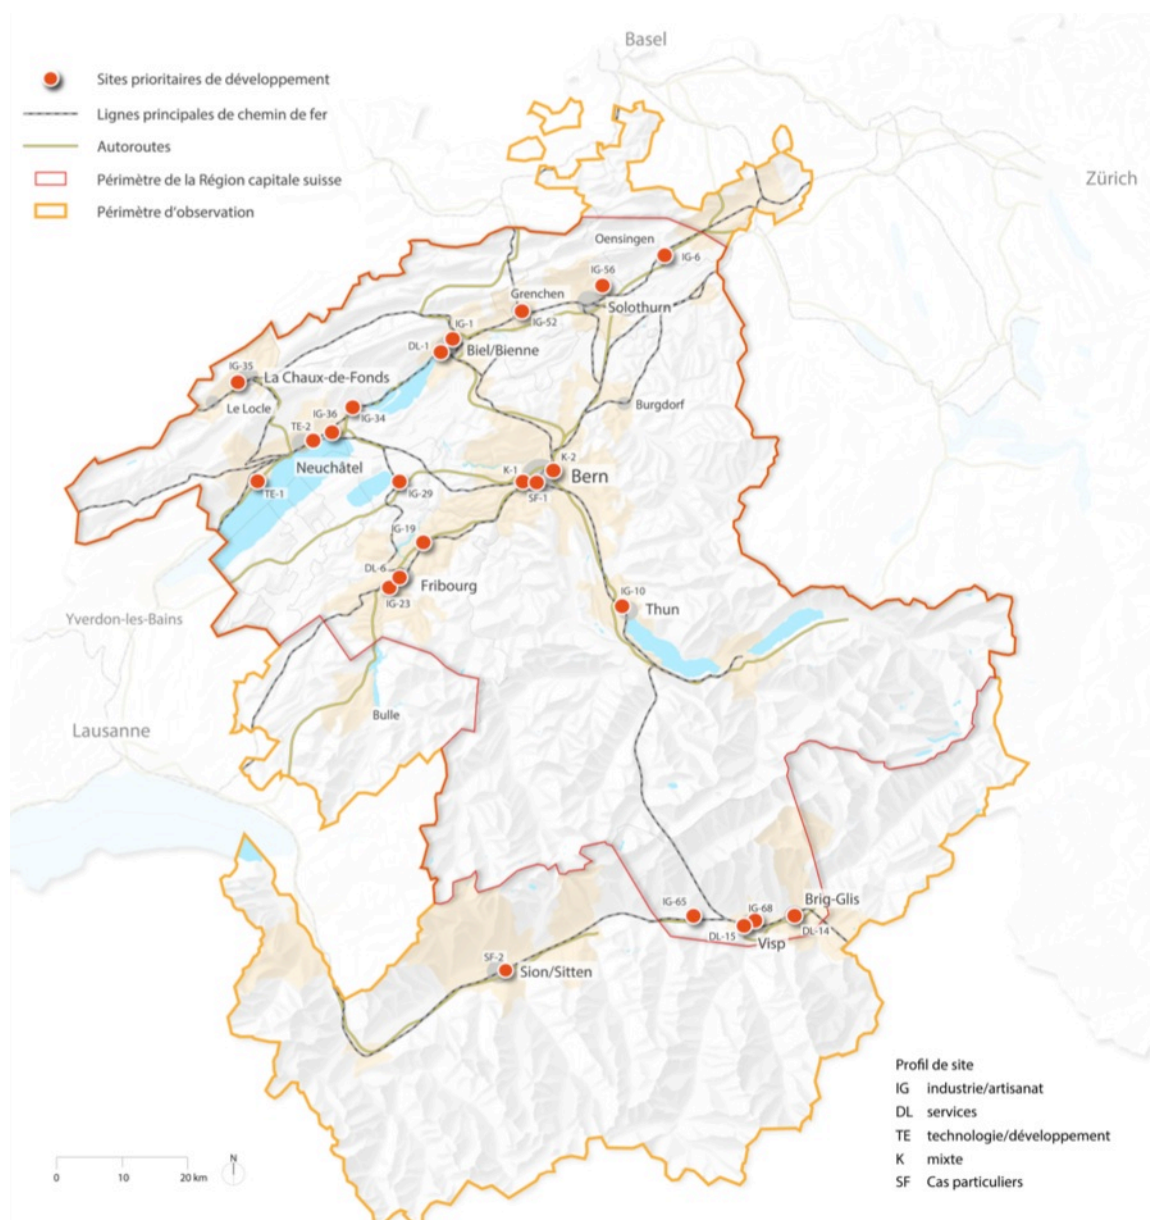 Basel
Sites prioritaires de développement
Lignes principales de chemin de fer
Autoroutes
Périmètre de la Région capitale suisse
Périmètre d'observation
Zürich
Oensingen
IG-6
IG-56
Grenchen
Solothurn
IG-52
IG-1
DL-1
Biel/Bienne
IG-35
La Chaux-de-Fonds
Le Locle
IG-36
IG-34
Burgdorf
TE-2
Neuchâtel
K-2
K-1
Bern
SF-1
TE-1
IG-29
IG-19
DL-6
Fribourg
IG-23
IG-10
Thun
Yverdon-les-Bains
Bulle
Lausanne
IG-65
IG-68
Brig-Glis
DL-15
DL-14
Visp
SF-2
Sion/Sitten
Profil de site
IG industrie/artisanat
DL services
TE technologie/développement
K mixte
SF Cas particuliers
N
0 10 20 km